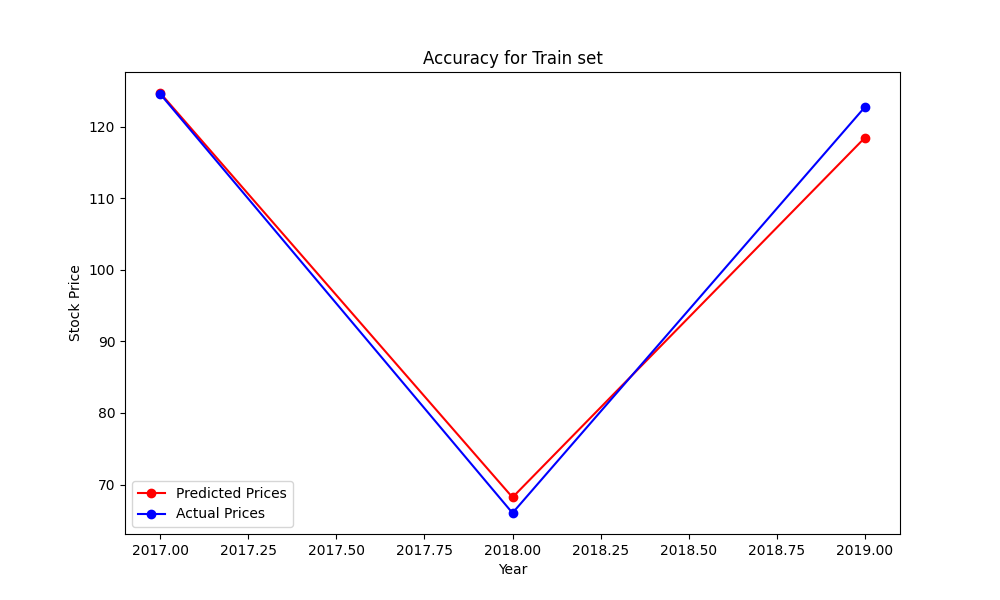 Accuracy for Train set
Stock Price
120
110
100
90
80
70
Predicted Prices
Actual Prices
2017.00 2017.25 2017.50 2017.75 2018.00 2018.25 2018.50 2018.75 2019.00
Year